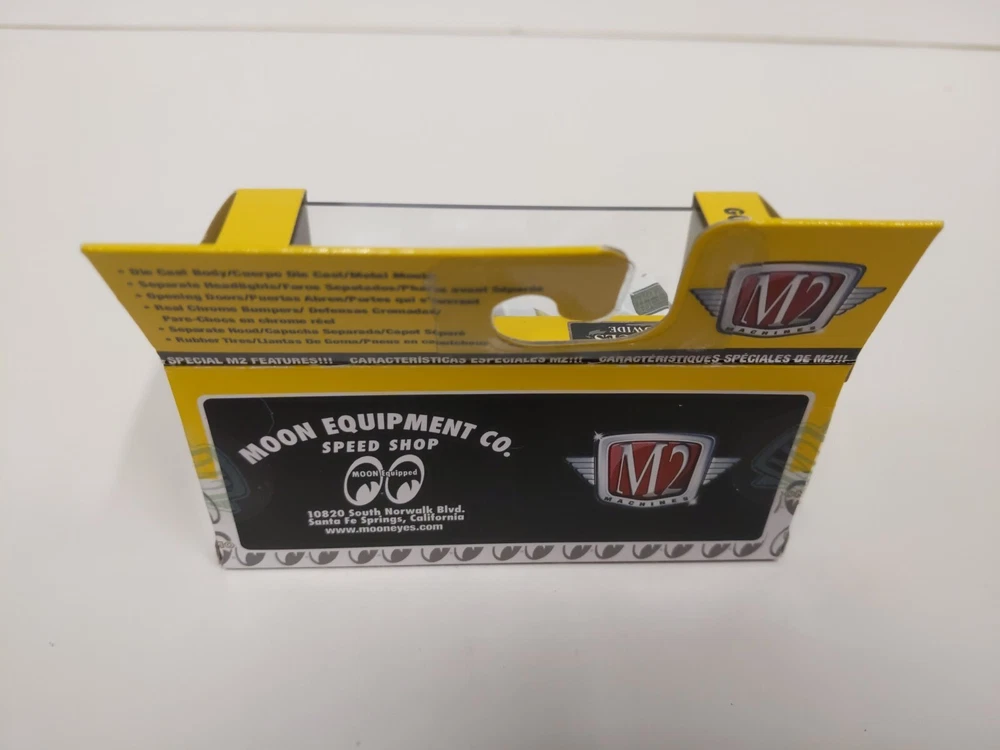 • Die Cast Body/Cuerpo Die Cast/Metal
• Separate Headlights/Faros Separados/Phares avant Séparés
• Opening Doors/Puertas Abren/Portes qui s'ouvrent
• Real Chrome Bumpers/ Defensas Cromadas/
Pare-Chocs en chrome réel
• Separate Hood/Capucha Separada/Capot Séparé
• Rubber Tires/Llantas De Goma/Pneus en caoutchouc
M2
MACHINES
WIDE
SPECIAL M2 FEATURES!!! CARACTERÍSTICAS ESPECIALES M2!!! CARACTÉRISTIQUES SPÉCIALES DE M2!!!
MOON EQUIPMENT CO.
SPEED SHOP
MOON Equipped
10820 South Norwalk Blvd.
Santa Fe Springs, California
www.mooneyes.com
M2
MACHINES